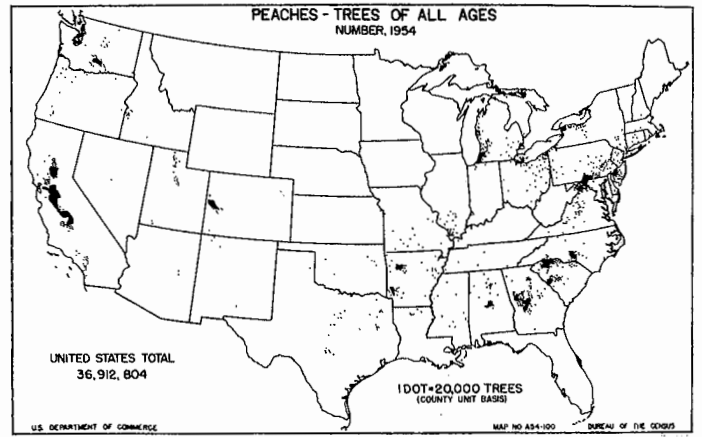 PEACHES - TREES OF ALL AGES
NUMBER, 1954
UNITED STATES TOTAL
36,912,804
1 DOT=20,000 TREES
(COUNTY UNIT BASIS)
U.S. DEPARTMENT OF COMMERCE
MAP NO A54-100
BUREAU OF THE CENSUS